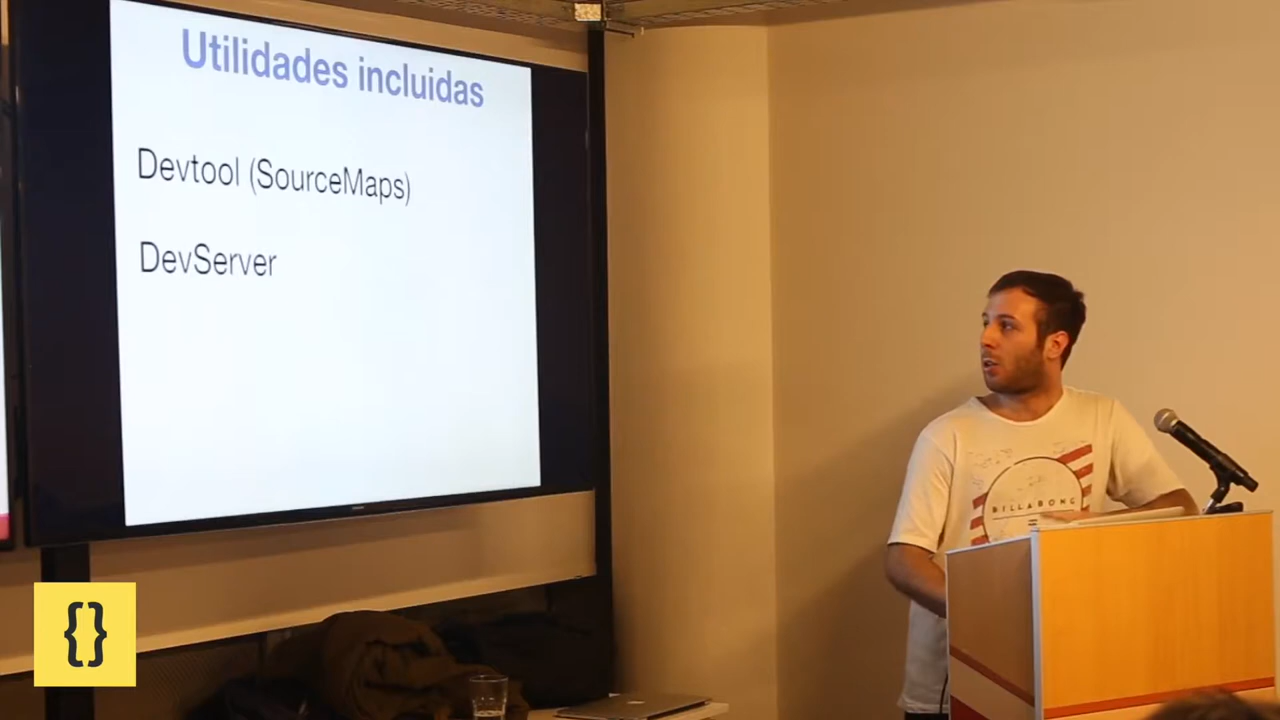 Utilidades incluidas
Devtool (SourceMaps)
DevServer
BILLABONG
{}